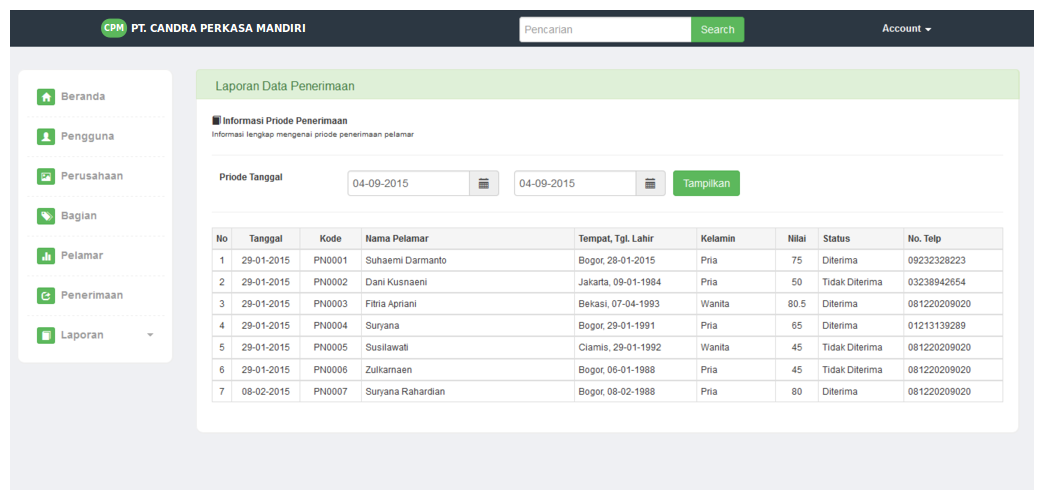 CPM PT. CANDRA PERKASA MANDIRI Pencarian Search Account
Beranda
Pengguna
Perusahaan
Bagian
Pelamar
Penerimaan
Laporan
Laporan Data Penerimaan
Informasi Priode Penerimaan
Informasi lengkap mengenai priode penerimaan pelamar
Priode Tanggal 04-09-2015 04-09-2015 Tampilkan
No Tanggal Kode Nama Pelamar Tempat, Tgl. Lahir Kelamin Nilai Status No. Telp
1 29-01-2015 PN0001 Suhaemi Darmanto Bogor, 28-01-2015 Pria 75 Diterima 09232328223
2 29-01-2015 PN0002 Dani Kusnaeni Jakarta, 09-01-1984 Pria 50 Tidak Diterima 03238942654
3 29-01-2015 PN0003 Fitria Apriani Bekasi, 07-04-1993 Wanita 80.5 Diterima 081220209020
4 29-01-2015 PN0004 Suryana Bogor, 29-01-1991 Pria 65 Diterima 01213139289
5 29-01-2015 PN0005 Susilawati Ciamis, 29-01-1992 Wanita 45 Tidak Diterima 081220209020
6 29-01-2015 PN0006 Zulkarnaen Bogor, 06-01-1988 Pria 45 Tidak Diterima 081220209020
7 08-02-2015 PN0007 Suryana Rahardian Bogor, 08-02-1988 Pria 80 Diterima 081220209020